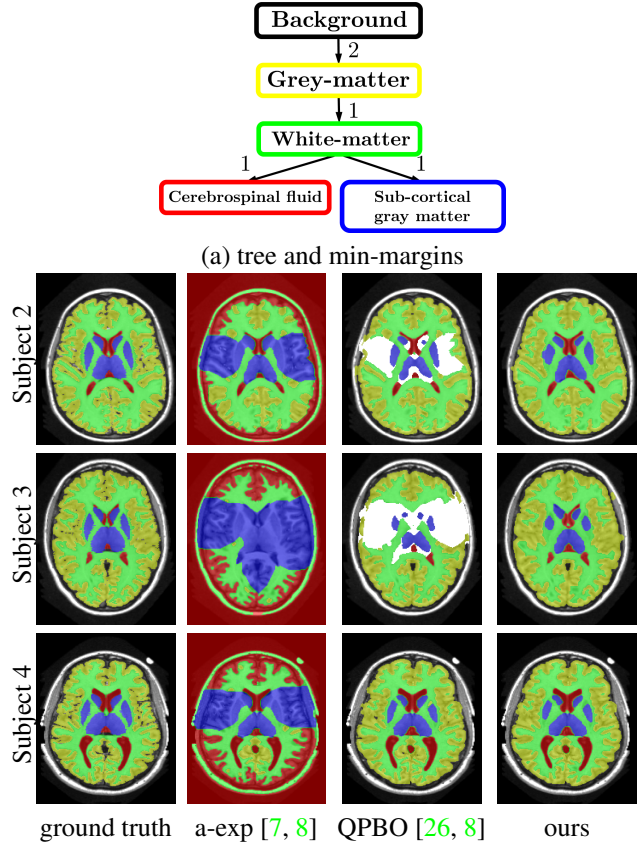 Background
2
Grey-matter
1
White-matter
1 1
Cerebrospinal fluid
Sub-cortical
gray matter
(a) tree and min-margins
Subject 2
Subject 3
Subject 4
ground truth a-exp [7, 8] QPBO [26, 8] ours